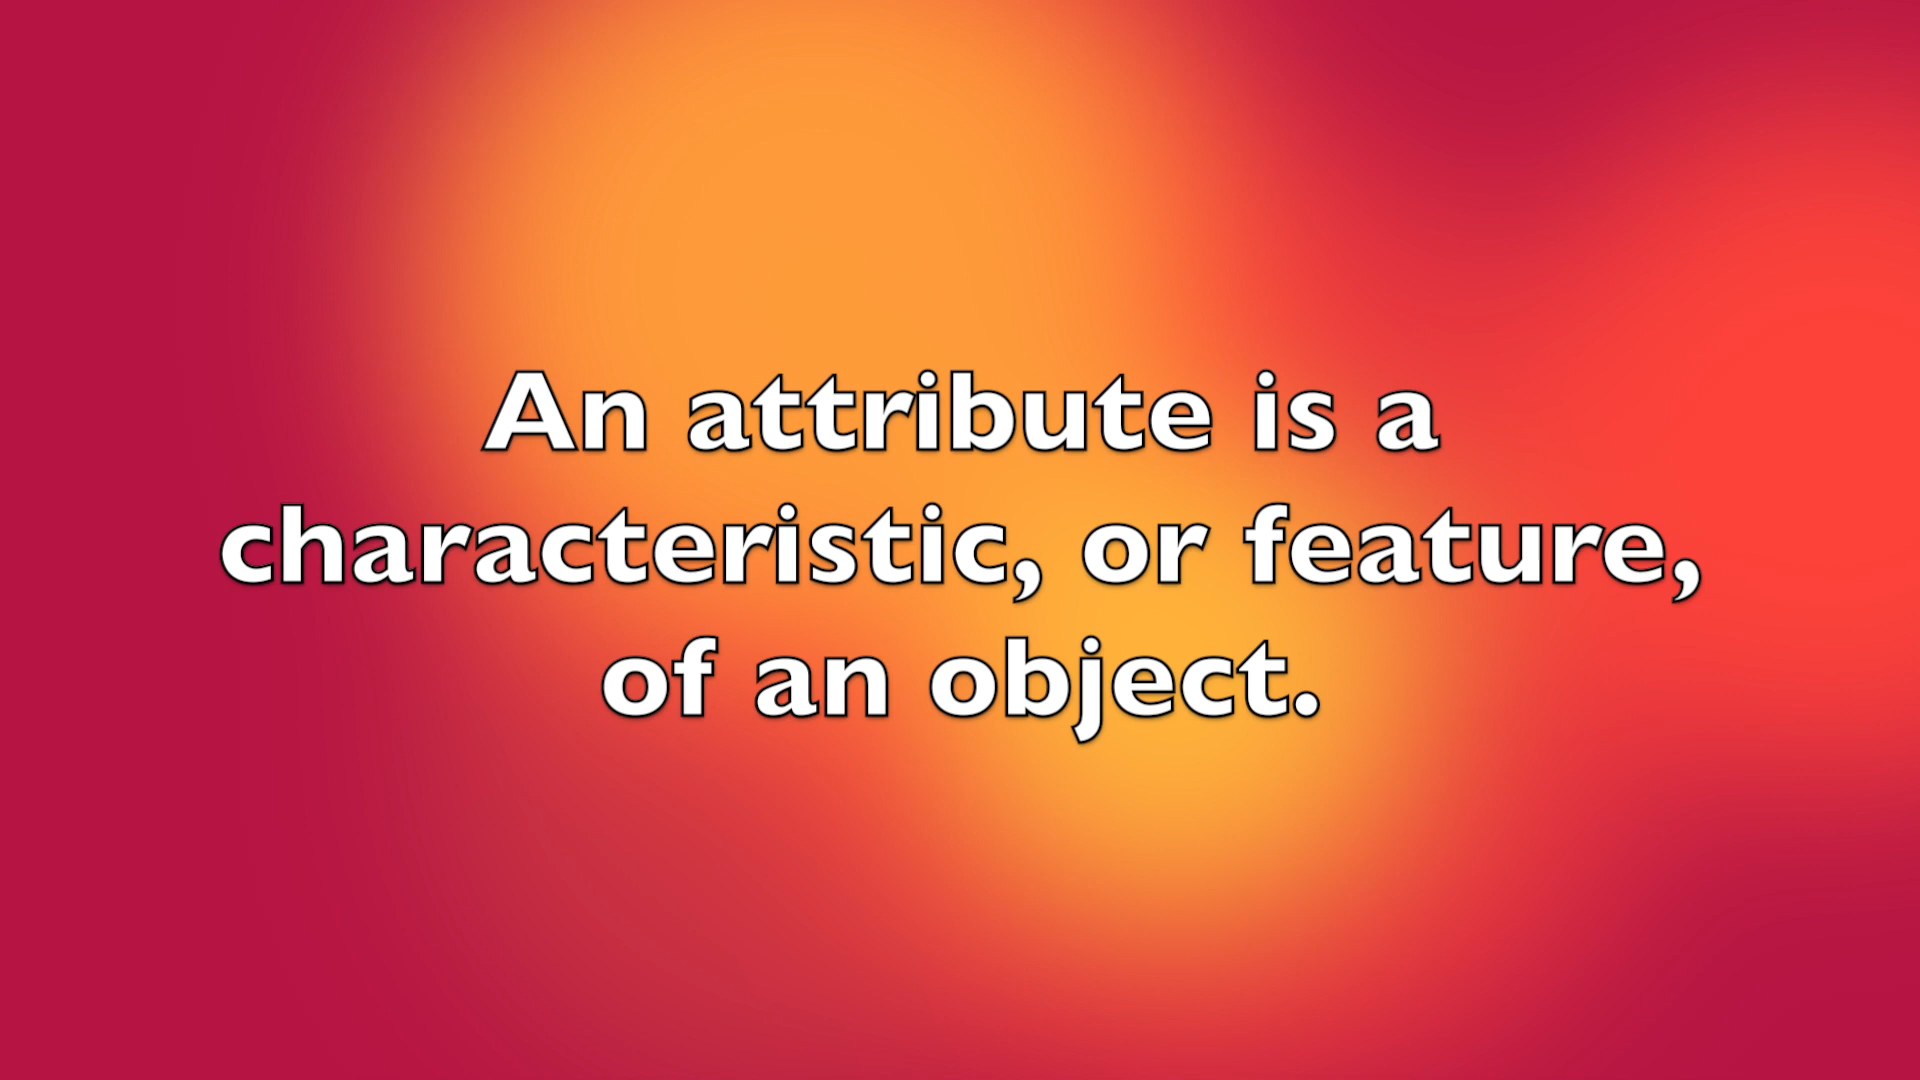 An attribute is a
characteristic, or feature,
of an object.